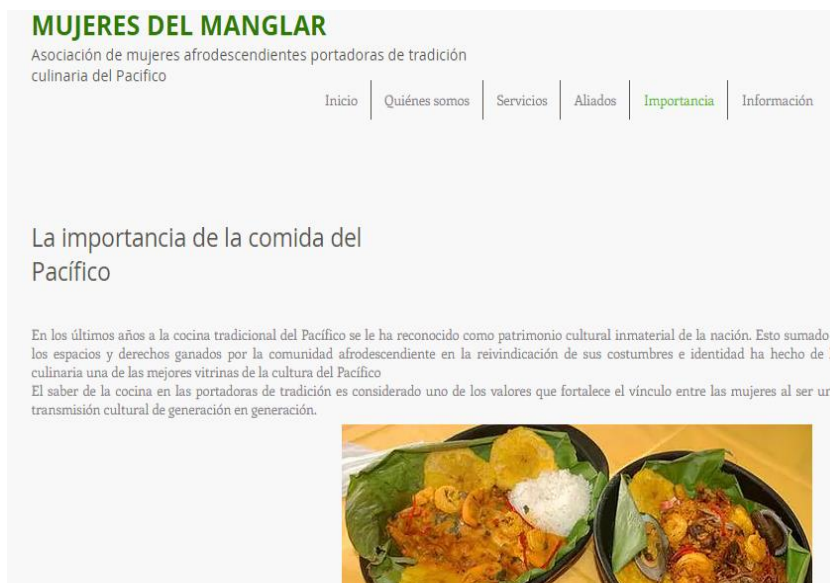 MUJERES DEL MANGLAR
Asociación de mujeres afrodescendientes portadoras de tradición
culinaria del Pacifico
Inicio
Quiénes somos
Servicios
Aliados
Importancia
Información
La importancia de la comida del
Pacífico
En los últimos años a la cocina tradicional del Pacífico se le ha reconocido como patrimonio cultural inmaterial de la nación. Esto sumado
los espacios y derechos ganados por la comunidad afrodescendiente en la reivindicación de sus costumbres e identidad ha hecho de
culinaria una de las mejores vitrinas de la cultura del Pacífico
El saber de la cocina en las portadoras de tradición es considerado uno de los valores que fortalece el vínculo entre las mujeres al ser
transmisión cultural de generación en generación.